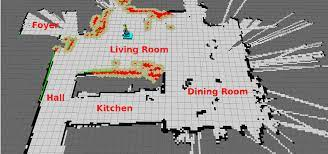 Foyer
Living Room
Hall
Kitchen
Dining Room